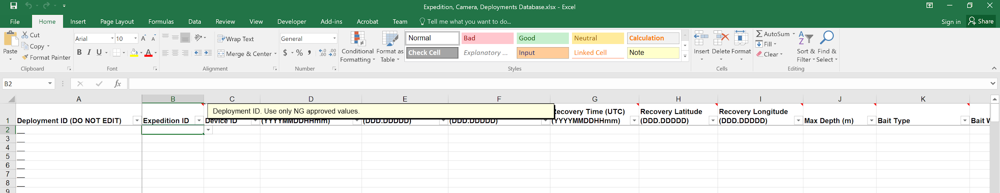 Expedition, Camera, Deployments Database.xlsx - Excel
File Home Insert Page Layout Formulas Data Review View Developer Add-ins Acrobat Team Tell me what you want to do... Sign in Share
Paste
Cut
Copy
Format Painter
Clipboard
Arial 10
B I U A
Font
Wrap Text
Merge & Center
Alignment
General
$ % , .0 .00 .00 .0
Number
Conditional Formatting
Format as Table
Normal Bad Good Neutral Calculation
Check Cell Explanatory ... Input Linked Cell Note
Styles
Insert Delete Format
Cells
AutoSum
Fill
Clear
Sort & Filter
Find & Select
Editing
B2 fx
A B C D E F G H I J K
Deployment ID. Use only NG approved values.
1 Deployment ID (DO NOT EDIT) Expedition ID Device ID (YYYYMMDDHHmm) (DDD.DDDDD) (DDD.DDDDD) Recovery Time (UTC) (YYYYMMDDHHmm) Recovery Latitude (DDD.DDDDD) Recovery Longitude (DDD.DDDDD) Max Depth (m) Bait Type Bait
2 __
3 __
4 __
5 __
6 __
7 __
8 __
9